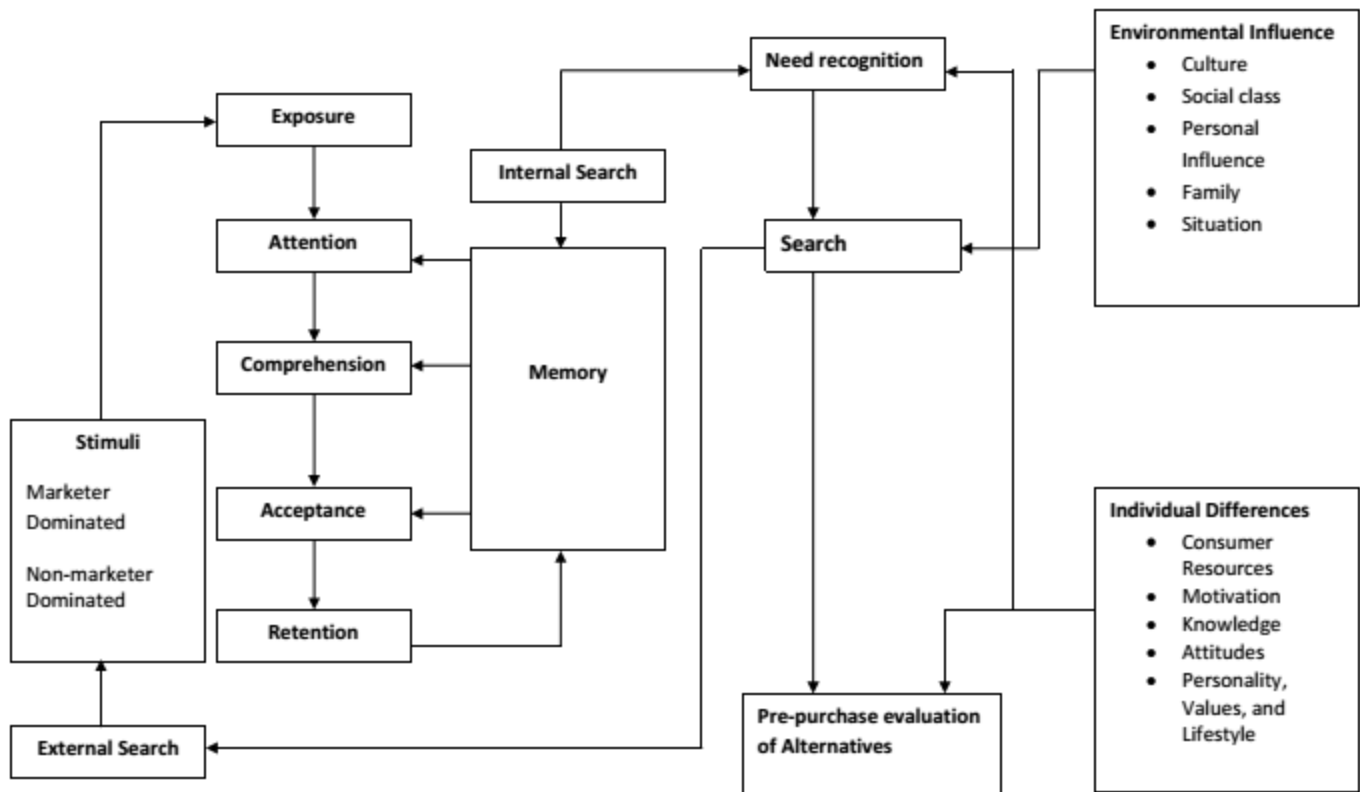 Need recognition
Exposure
Internal Search
Attention
Search
Comprehension
Memory
Stimuli
Marketer
Dominated
Non-marketer
Dominated
Acceptance
Retention
External Search
Pre-purchase evaluation
of Alternatives
Environmental Influence
• Culture
• Social class
• Personal
Influence
• Family
• Situation
Individual Differences
• Consumer
Resources
• Motivation
• Knowledge
• Attitudes
• Personality,
Values, and
Lifestyle